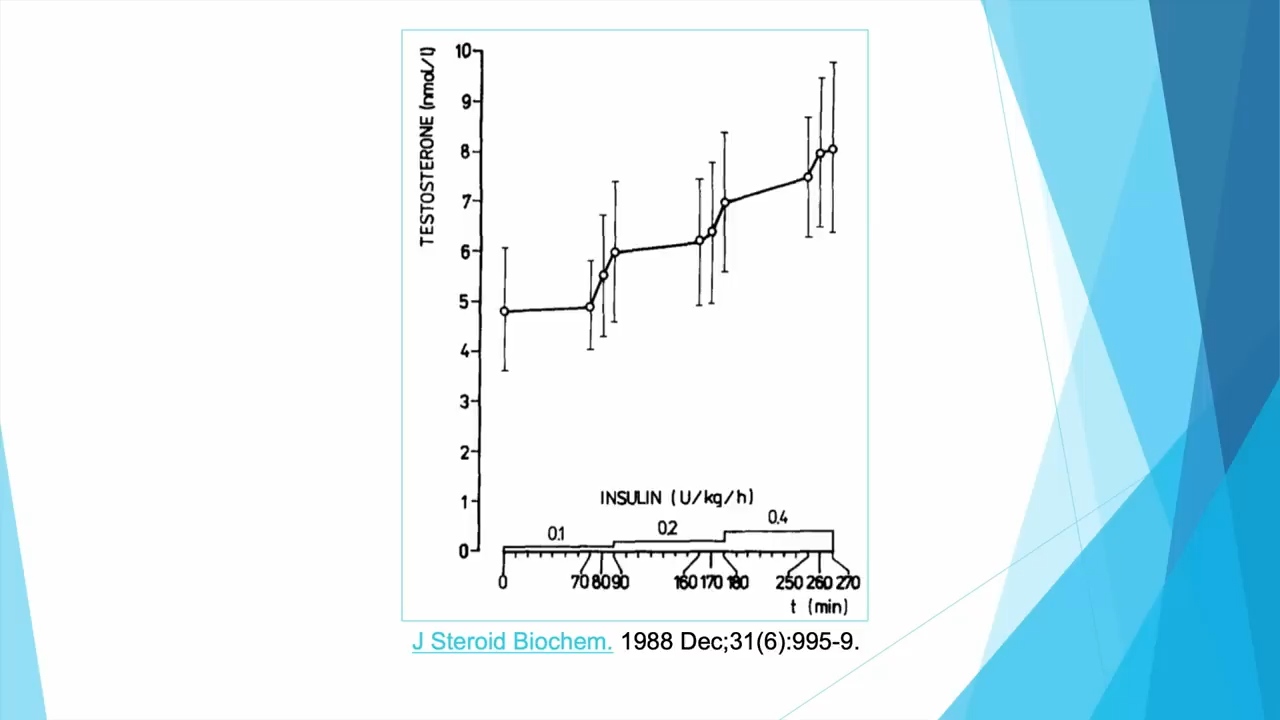 TESTOSTERONE (nmol/l)
10
9
8
7
6
5
4
3
2
1
0
INSULIN (U/kg/h)
0.1
0.2
0.4
0 70 80 90 160 170 180 250 260 270
t (min)
J Steroid Biochem. 1988 Dec;31(6):995-9.